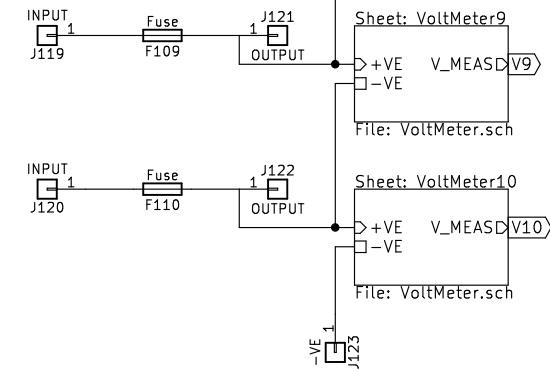 INPUT
1
J119
Fuse
F109
J121
1
OUTPUT
Sheet: VoltMeter9
+VE
-VE
V_MEAS
V9
File: VoltMeter.sch
INPUT
1
J120
Fuse
F110
J122
1
OUTPUT
Sheet: VoltMeter10
+VE
-VE
V_MEAS
V10
File: VoltMeter.sch
1
-VE
J123